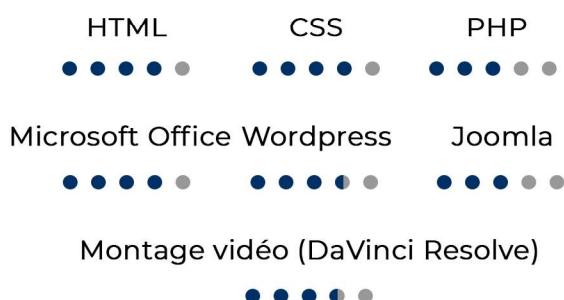 HTML CSS PHP
Microsoft Office Wordpress Joomla
Montage vidéo (DaVinci Resolve)